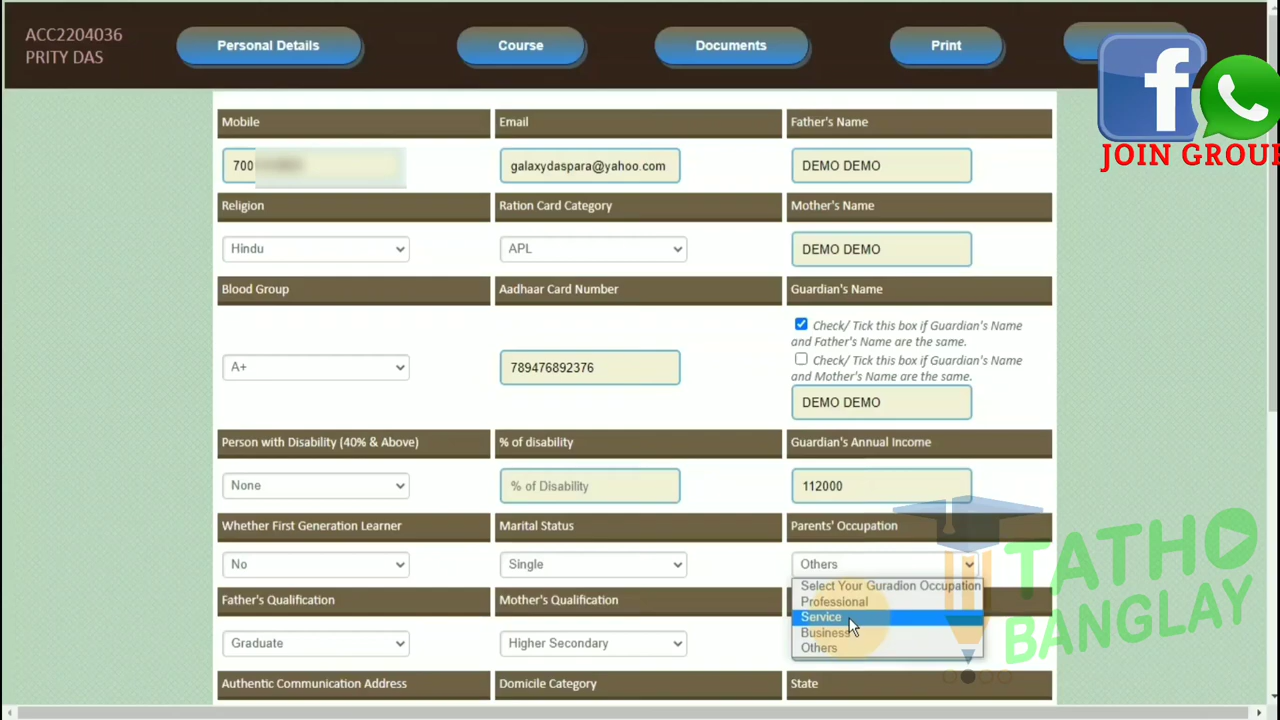 ACC2204036
PRITY DAS
Personal Details
Course
Documents
Print
f
JOIN GROUP
Mobile
Email
Father's Name
700
galaxydaspara@yahoo.com
DEMO DEMO
Religion
Ration Card Category
Mother's Name
Hindu
APL
DEMO DEMO
Blood Group
Aadhaar Card Number
Guardian's Name
Check/ Tick this box if Guardian's Name
and Father's Name are the same.
Check/ Tick this box if Guardian's Name
and Mother's Name are the same.
A+
789476892376
DEMO DEMO
Person with Disability (40% & Above)
% of disability
Guardian's Annual Income
None
% of Disability
112000
Whether First Generation Learner
Marital Status
Parents' Occupation
No
Single
Others
Select Your Guradion Occupation
Professional
Service
Business
Others
Father's Qualification
Mother's Qualification
Graduate
Higher Secondary
Authentic Communication Address
Domicile Category
State
TATHO
BANGLAY